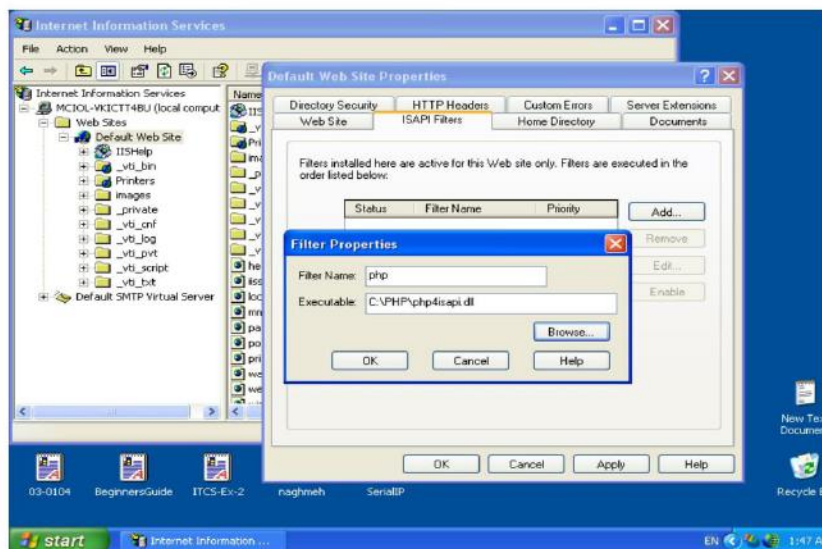 Internet Information Services
File Action View Help
Internet Information Services
MCIOL-VKICTT4BU (local comput
Web Sites
Default Web Site
IISHelp
_vti_bin
Printers
images
_private
_vti_cnf
_vti_log
_vti_pvt
_vti_script
_vti_txt
Default SMTP Virtual Server
Name
Default Web Site Properties
Directory Security HTTP Headers Custom Errors Server Extensions
Web Site ISAPI Filters Home Directory Documents
Filters installed here are active for this Web site only. Filters are executed in the
order listed below:
Status Filter Name Priority
Add...
Remove
Edit...
Enable
Filter Properties
Filter Name: php
Executable: C:\PHP\php4isapi.dll
Browse...
OK Cancel Help
OK Cancel Apply Help
New Te
Documen
03-0104 BeginnersGuide ITCS-Ex-2 naghmeh SerialIP
Recycle B
start Internet Information ... EN 1:47 A